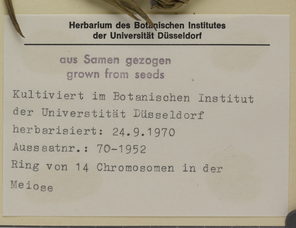 Herbarium des Botanischen Institutes
der Universität Düsseldorf
aus Samen gezogen
grown from seeds
Kultiviert im Botanischen Institut
der Universtität Düsseldorf
herbarisiert: 24.9.1970
Aussaatnr.: 70-1952
Ring von 14 Chromosomen in der
Meiose